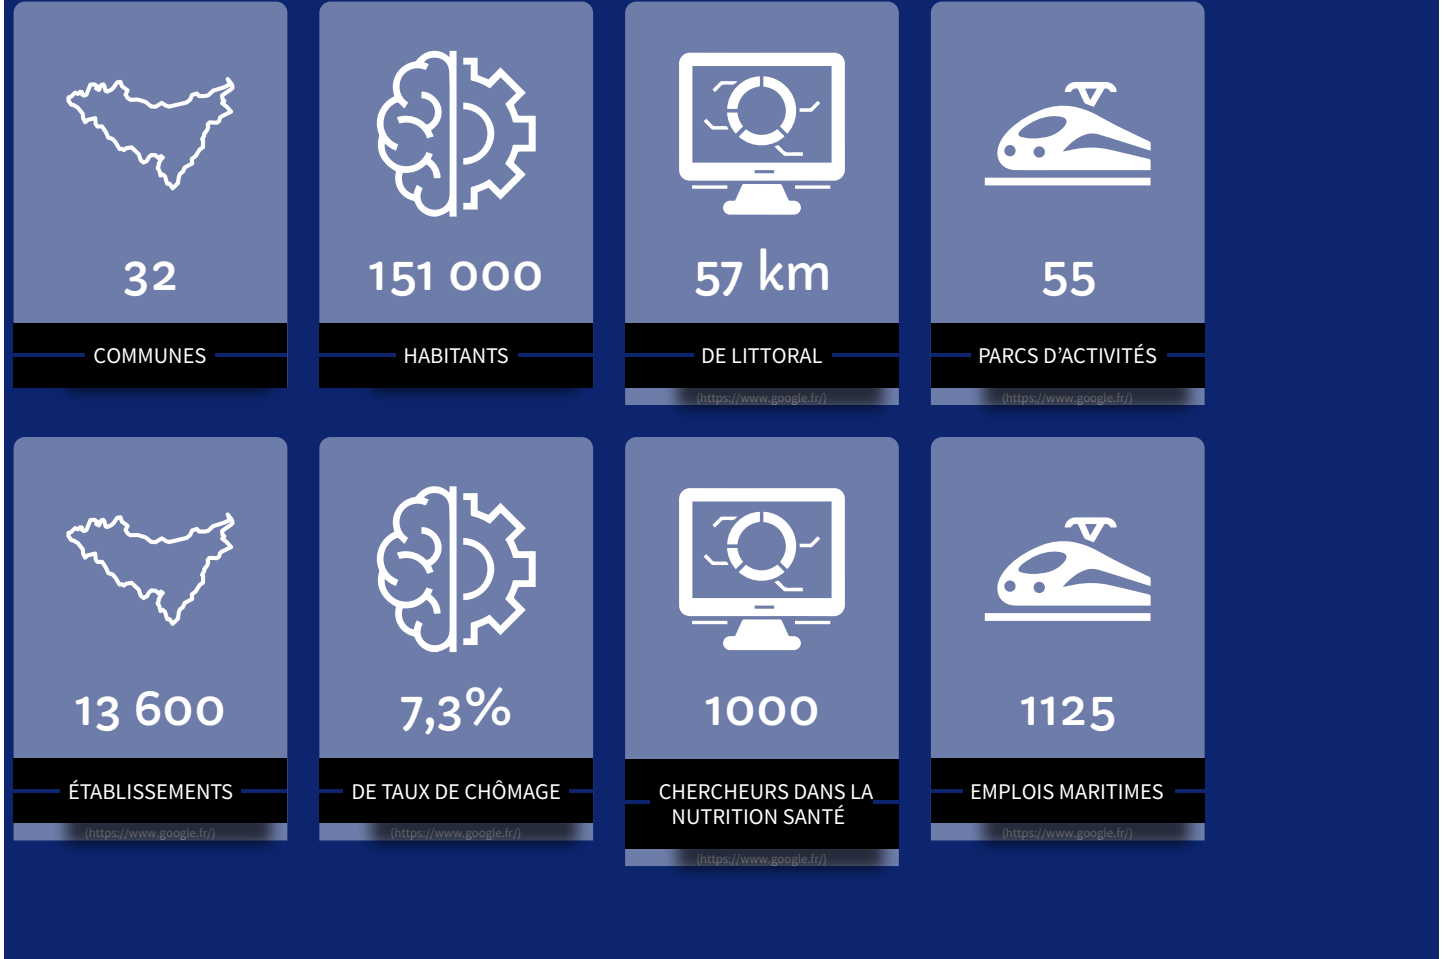 32
151 000
57 km
55
COMMUNES
HABITANTS
DE LITTORAL
PARCS D’ACTIVITÉS
(https://www.google.fr/)
(https://www.google.fr/)
13 600
7,3%
1000
1125
ÉTABLISSEMENTS
DE TAUX DE CHÔMAGE
CHERCHEURS DANS LA
NUTRITION SANTÉ
EMPLOIS MARITIMES
(https://www.google.fr/)
(https://www.google.fr/)
(https://www.google.fr/)
(https://www.google.fr/)